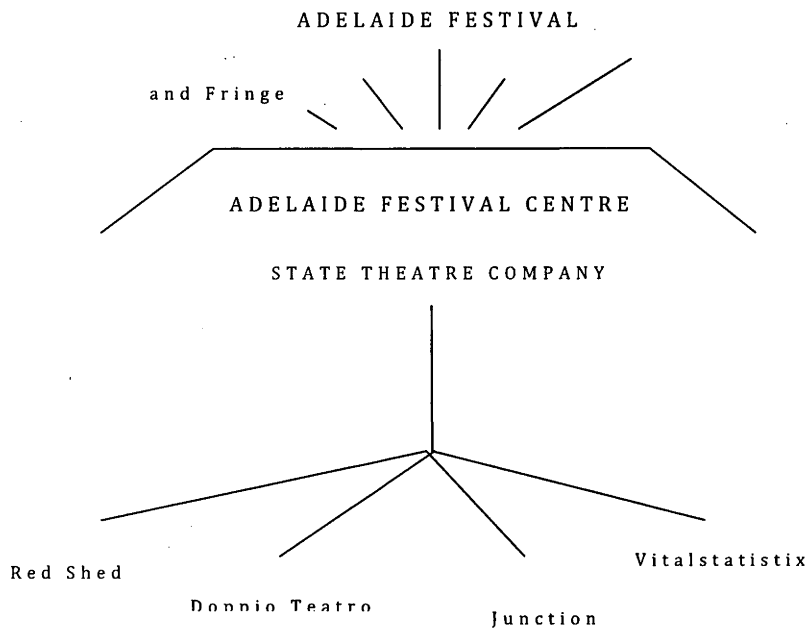 ADELAIDE FESTIVAL
and Fringe
ADELAIDE FESTIVAL CENTRE
STATE THEATRE COMPANY
Red Shed
Doppio Teatro
Junction
Vitalstatistix